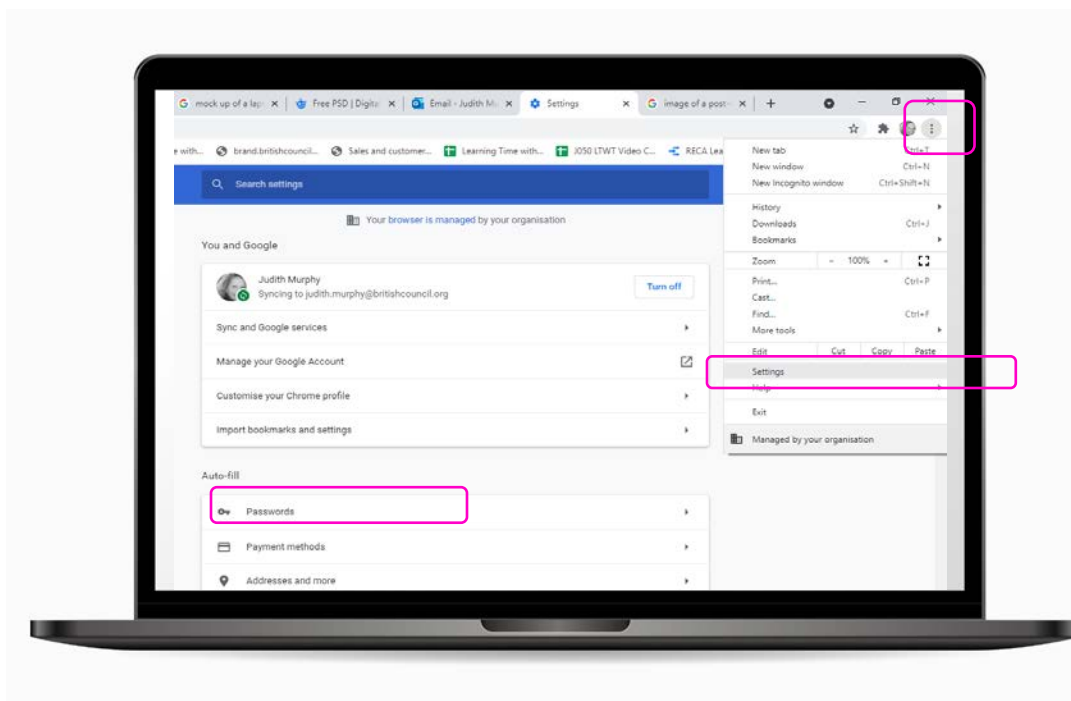 mock up of a lap
Free PSD | Digita
Email - Judith M
Settings
image of a post-
e with...
brand.britishcouncil...
Sales and customer...
Learning Time with...
J050 LTWT Video C...
RECA Lea
Search settings
Your browser is managed by your organisation
You and Google
Judith Murphy
Syncing to judith.murphy@britishcouncil.org
Turn off
Sync and Google services
Manage your Google Account
Customise your Chrome profile
Import bookmarks and settings
Auto-fill
Passwords
Payment methods
Addresses and more
New tab Ctrl+T
New window Ctrl+N
New Incognito window Ctrl+Shift+N
History
Downloads Ctrl+J
Bookmarks
Zoom - 100% +
Print... Ctrl+P
Cast...
Find... Ctrl+F
More tools
Edit Cut Copy Paste
Settings
Help
Exit
Managed by your organisation